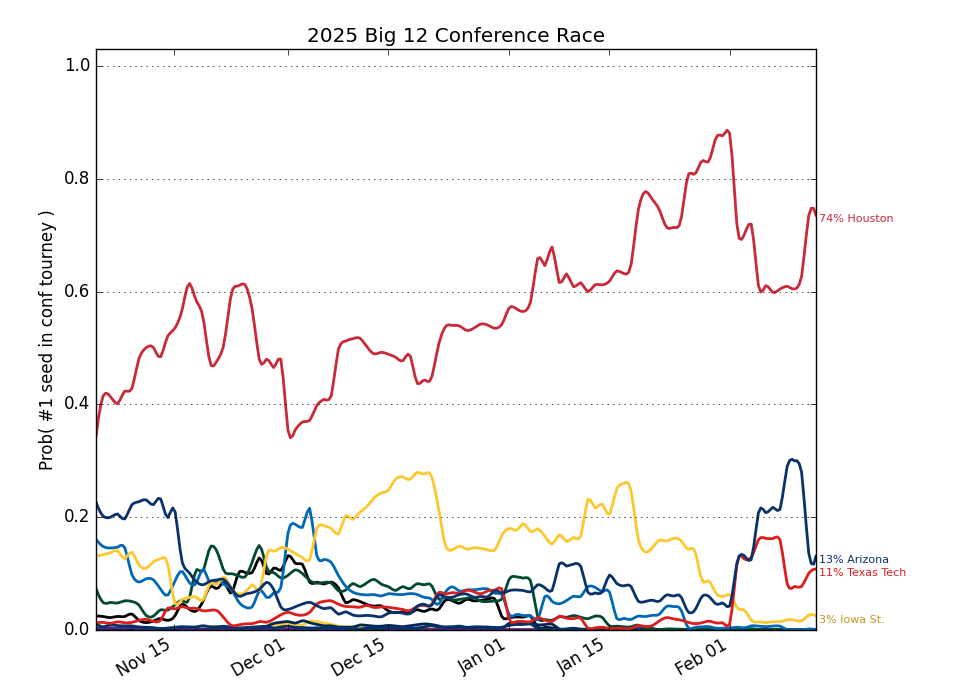 2025 Big 12 Conference Race
Prob( #1 seed in conf tourney )
1.0
0.8
0.6
0.4
0.2
0.0
74% Houston
13% Arizona
11% Texas Tech
3% Iowa St.
Nov 15
Dec 01
Dec 15
Jan 01
Jan 15
Feb 01